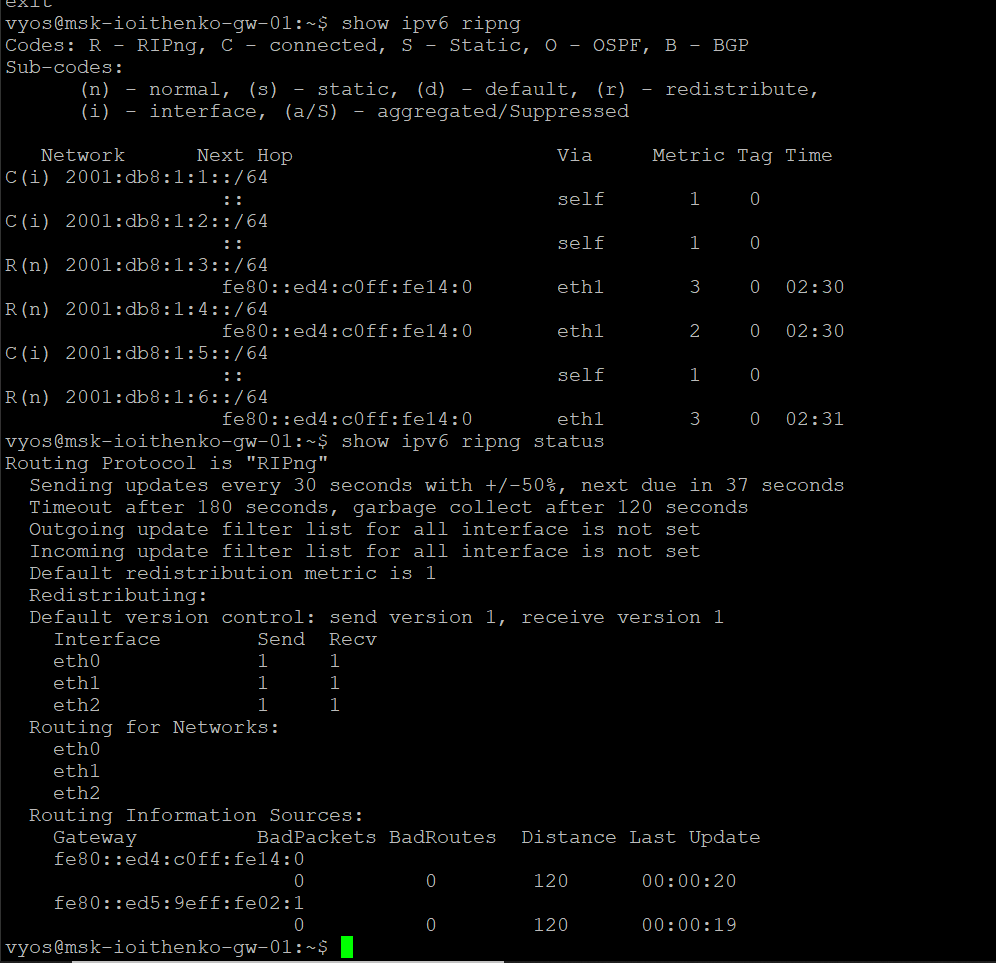 exit
vyos@msk-ioithenko-gw-01:~$ show ipv6 ripng
Codes: R - RIPng, C - connected, S - Static, O - OSPF, B - BGP
Sub-codes:
      (n) - normal, (s) - static, (d) - default, (r) - redistribute,
      (i) - interface, (a/S) - aggregated/Suppressed
   Network      Next Hop                      Via     Metric Tag Time
C(i) 2001:db8:1:1::/64
                  ::                          self       1    0
C(i) 2001:db8:1:2::/64
                  ::                          self       1    0
R(n) 2001:db8:1:3::/64
                  fe80::ed4:c0ff:fe14:0       eth1       3    0  02:30
R(n) 2001:db8:1:4::/64
                  fe80::ed4:c0ff:fe14:0       eth1       2    0  02:30
C(i) 2001:db8:1:5::/64
                  ::                          self       1    0
R(n) 2001:db8:1:6::/64
                  fe80::ed4:c0ff:fe14:0       eth1       3    0  02:31
vyos@msk-ioithenko-gw-01:~$ show ipv6 ripng status
Routing Protocol is "RIPng"
  Sending updates every 30 seconds with +/-50%, next due in 37 seconds
  Timeout after 180 seconds, garbage collect after 120 seconds
  Outgoing update filter list for all interface is not set
  Incoming update filter list for all interface is not set
  Default redistribution metric is 1
  Redistributing:
  Default version control: send version 1, receive version 1
    Interface        Send  Recv
    eth0             1     1
    eth1             1     1
    eth2             1     1
  Routing for Networks:
    eth0
    eth1
    eth2
  Routing Information Sources:
    Gateway          BadPackets BadRoutes  Distance Last Update
    fe80::ed4:c0ff:fe14:0
                        0          0        120      00:00:20
    fe80::ed5:9eff:fe02:1
                        0          0        120      00:00:19
vyos@msk-ioithenko-gw-01:~$